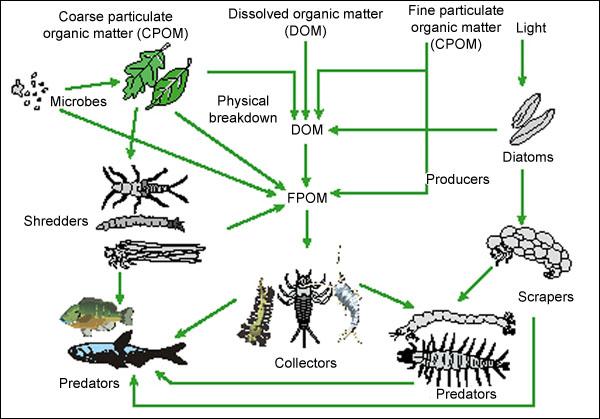 Coarse particulate
organic matter (CPOM)
Dissolved organic matter
(DOM)
Fine particulate
organic matter
(CPOM)
Light
Microbes
Physical
breakdown
DOM
Diatoms
Producers
FPOM
Shredders
Scrapers
Collectors
Predators
Predators